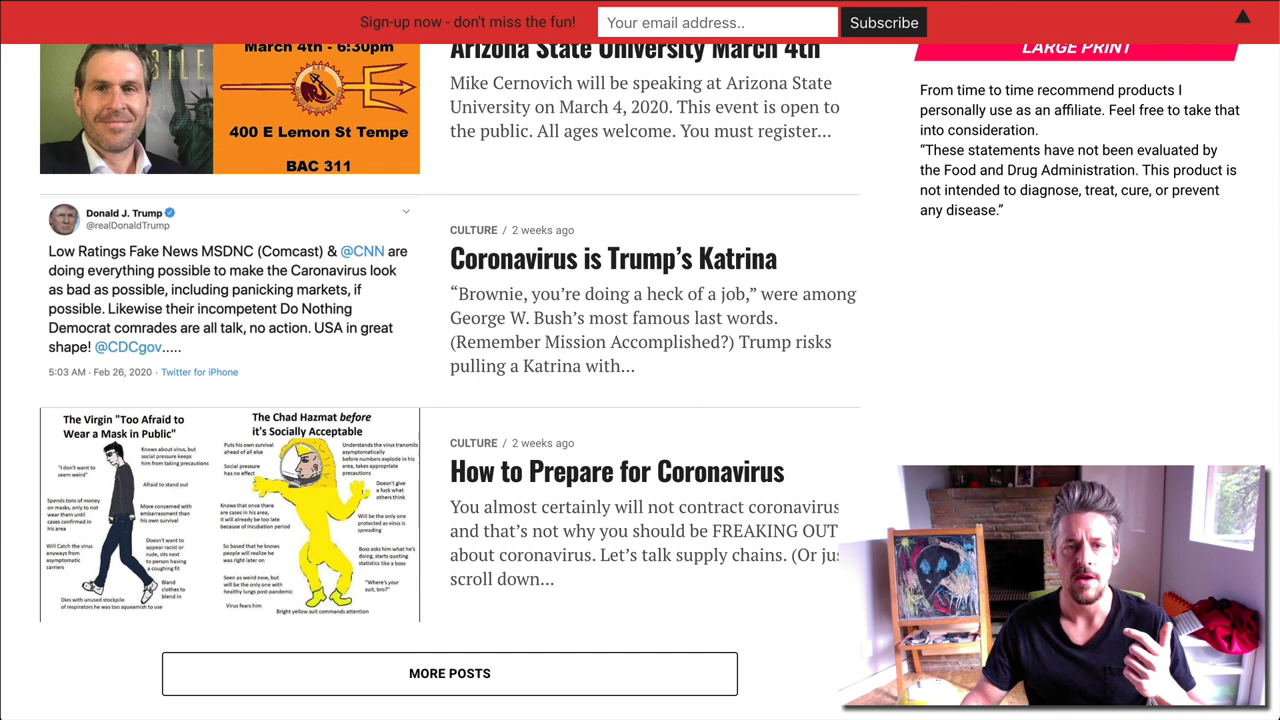 Sign-up now - don't miss the fun!
Your email address..
Subscribe
▲
March 4th - 6:30pm
400 E Lemon St Tempe
BAC 311
Arizona State University March 4th
Mike Cernovich will be speaking at Arizona State
University on March 4, 2020. This event is open to
the public. All ages welcome. You must register...
LARGE PRINT
From time to time recommend products I
personally use as an affiliate. Feel free to take that
into consideration.
“These statements have not been evaluated by
the Food and Drug Administration. This product is
not intended to diagnose, treat, cure, or prevent
any disease.”
Donald J. Trump
@realDonaldTrump
Low Ratings Fake News MSDNC (Comcast) & @CNN are
doing everything possible to make the Caronavirus look
as bad as possible, including panicking markets, if
possible. Likewise their incompetent Do Nothing
Democrat comrades are all talk, no action. USA in great
shape! @CDCgov.....
5:03 AM · Feb 26, 2020 · Twitter for iPhone
CULTURE / 2 weeks ago
Coronavirus is Trump’s Katrina
“Brownie, you’re doing a heck of a job,” were among
George W. Bush’s most famous last words.
(Remember Mission Accomplished?) Trump risks
pulling a Katrina with...
The Virgin "Too Afraid to
Wear a Mask in Public"
Knows about virus, but
social pressure keeps
him from taking precautions
"I don't want to
seem weird"
Afraid to stand out
Spends tons of money
on masks, only to not
wear them until
cases confirmed in
his area
More concerned with
embarrassment than
his own survival
Doesn't want to
appear racist or
rude, sits next
to person having
a coughing fit
Will Catch the virus
anyways from
asymptomatic
carriers
Bland
clothes to
blend in
Dies with unused stockpile
of respirators he was too squeamish to use
The Chad Hazmat before
it's Socially Acceptable
Puts his own survival
ahead of all else
Understands the virus transmits
asymptomatically
before numbers explode in his
area, takes appropriate
precautions
Social pressure
has no effect
Doesn't give
a fuck what
others think
Knows that once there
are cases in his area,
it will already be too late
because of incubation period
Will be the only one
protected as virus is
spreading
So based that he knows
people will realize he
was right later on
Boss asks him what he's
doing, starts quoting
statistics like a boss
Seen as weird now, but
will be the only one with
healthy lungs post-pandemic
"Where's your
suit, bro?"
Virus fears him
Bright yellow suit commands attention
CULTURE / 2 weeks ago
How to Prepare for Coronavirus
You almost certainly will not contract coronavirus
and that’s not why you should be FREAKING OUT
about coronavirus. Let’s talk supply chains. (Or jus
scroll down...
MORE POSTS